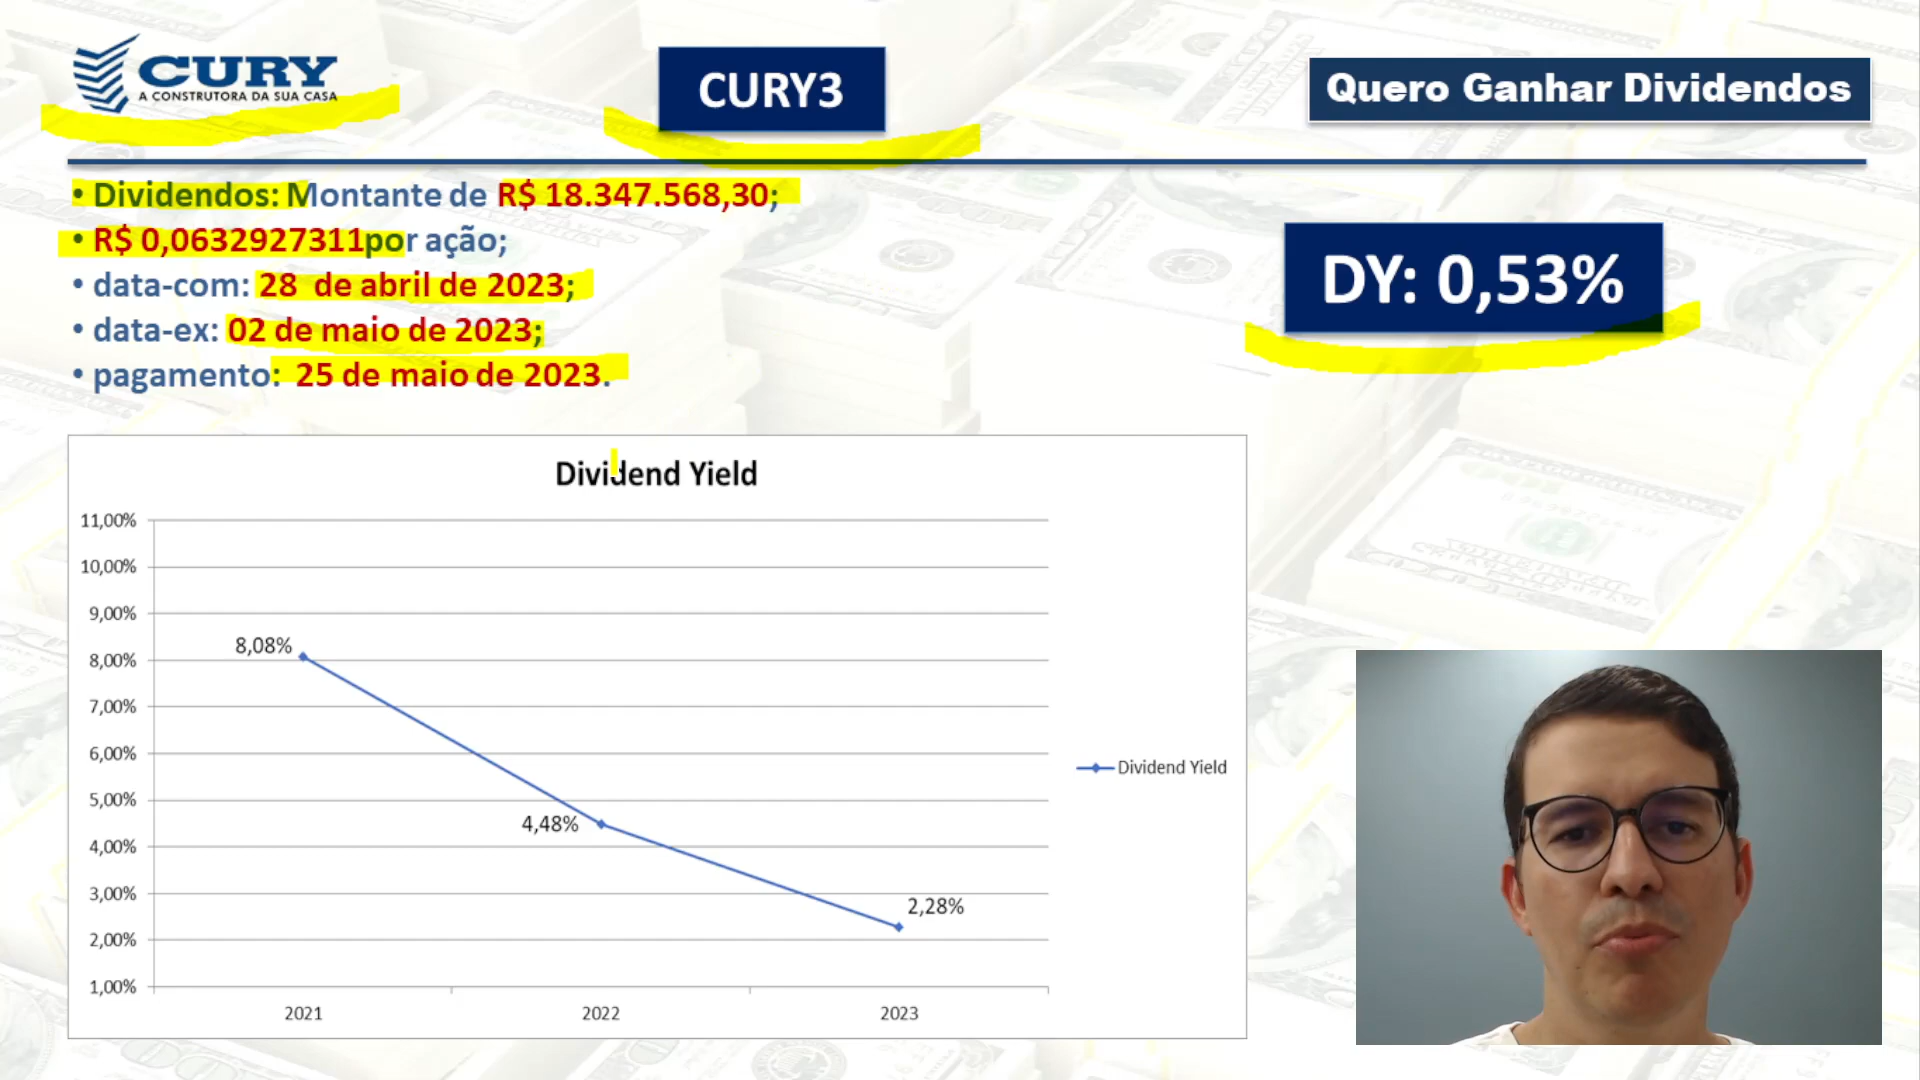 CURY
A CONSTRUTORA DA SUA CASA
CURY3
Quero Ganhar Dividendos
• Dividendos: Montante de R$ 18.347.568,30;
• R$ 0,0632927311por ação;
• data-com: 28 de abril de 2023;
• data-ex: 02 de maio de 2023;
• pagamento: 25 de maio de 2023.
DY: 0,53%
Dividend Yield
11,00%
10,00%
9,00%
8,00%
7,00%
6,00%
5,00%
4,00%
3,00%
2,00%
1,00%
8,08%
4,48%
2,28%
2021
2022
2023
Dividend Yield